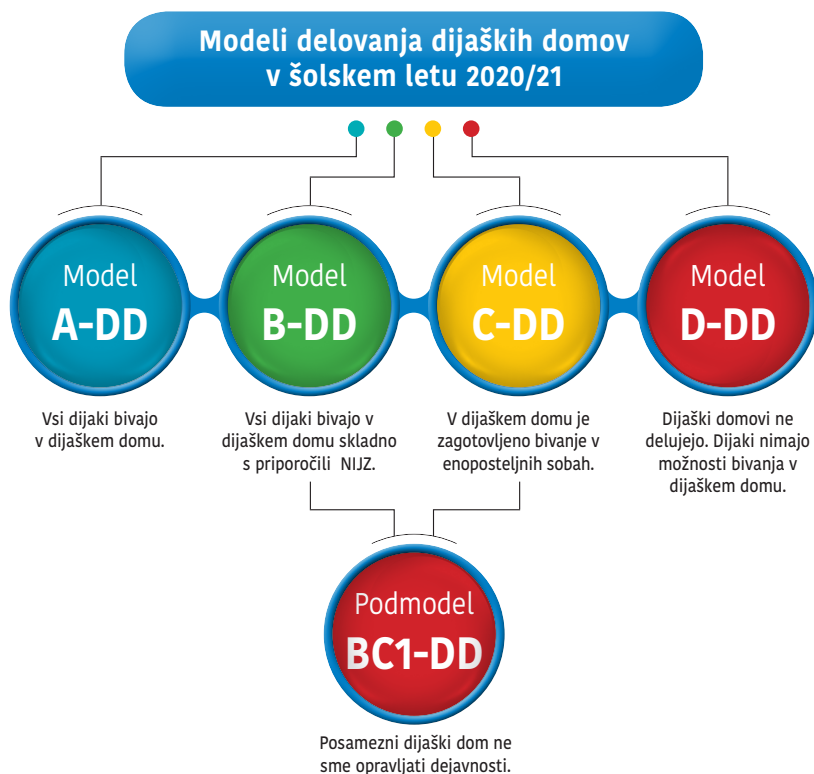 Modeli delovanja dijaških domov
v šolskem letu 2020/21
Model
A-DD
Model
B-DD
Model
C-DD
Model
D-DD
Vsi dijaki bivajo
v dijaškem domu.
Vsi dijaki bivajo v
dijaškem domu skladno
s priporočili NIJZ.
V dijaškem domu je
zagotovljeno bivanje v
enoposteljnih sobah.
Dijaški domovi ne
delujejo. Dijaki nimajo
možnosti bivanja v
dijaškem domu.
Podmodel
BC1-DD
Posamezni dijaški dom ne
sme opravljati dejavnosti.